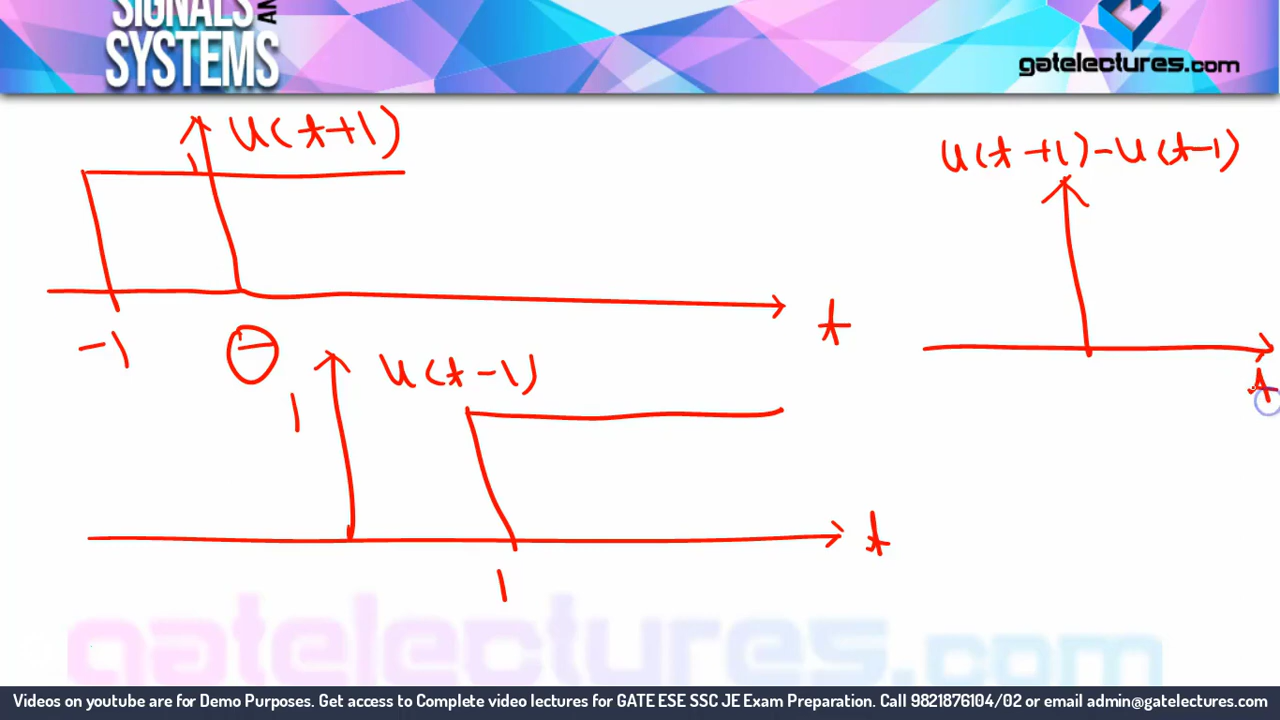 SIGNALS AND
SYSTEMS
gatelectures.com
u(t+1)
1
t
-1
u(t-1)
1
t
1
u(t+1)-u(t-1)
t
gatelectures.com
Videos on youtube are for Demo Purposes. Get access to Complete video lectures for GATE ESE SSC JE Exam Preparation. Call 9821876104/02 or email admin@gatelectures.com